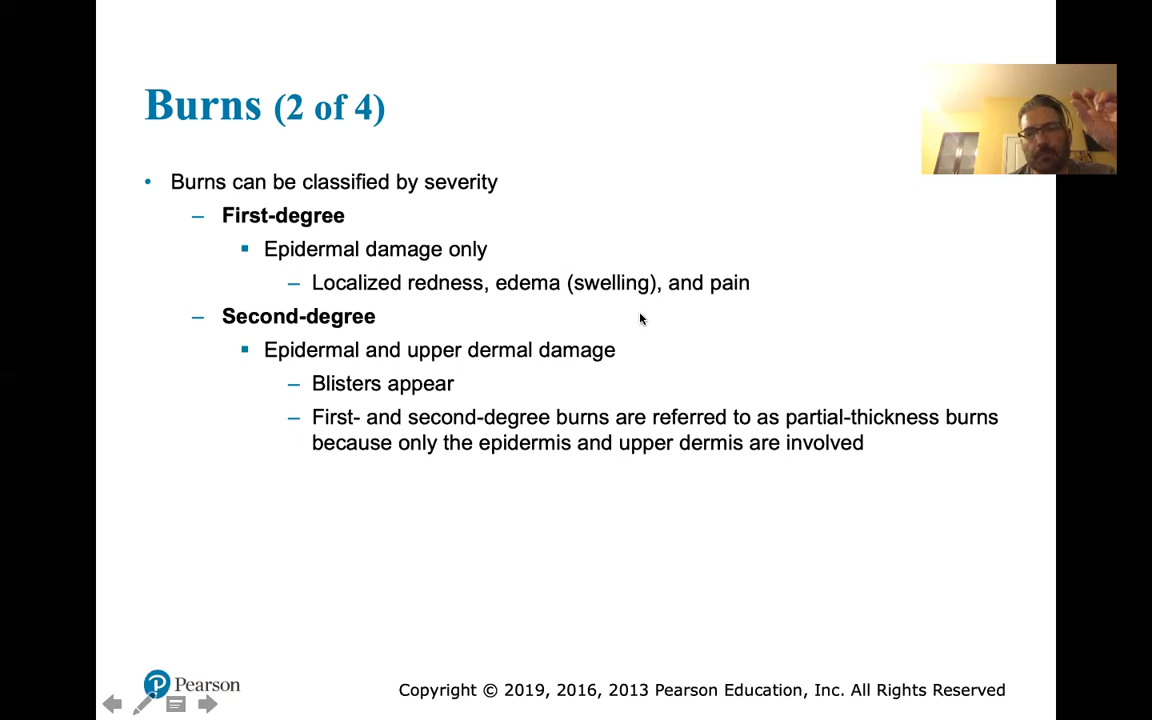 Burns (2 of 4)
• Burns can be classified by severity
– First-degree
▪ Epidermal damage only
– Localized redness, edema (swelling), and pain
– Second-degree
▪ Epidermal and upper dermal damage
– Blisters appear
– First- and second-degree burns are referred to as partial-thickness burns
because only the epidermis and upper dermis are involved
P Pearson
Copyright © 2019, 2016, 2013 Pearson Education, Inc. All Rights Reserved